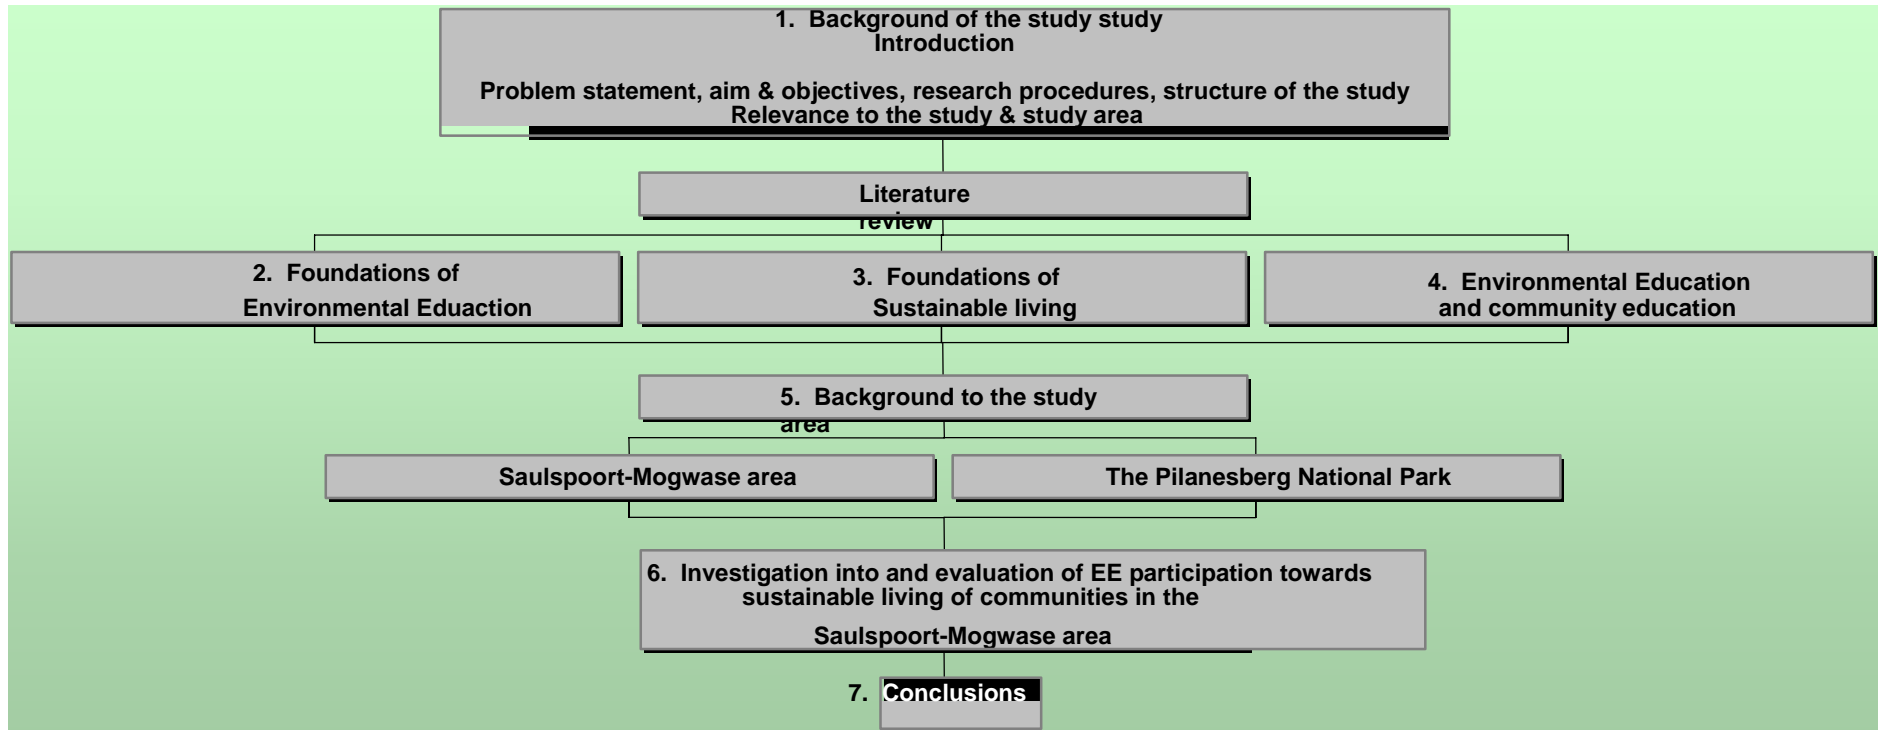 1. Background of the study study
Introduction
Problem statement, aim & objectives, research procedures, structure of the study
Relevance to the study & study area
Literature
review
2. Foundations of
Environmental Eduaction
3. Foundations of
Sustainable living
4. Environmental Education
and community education
5. Background to the study
area
Saulspoort-Mogwase area
The Pilanesberg National Park
6. Investigation into and evaluation of EE participation towards
sustainable living of communities in the
Saulspoort-Mogwase area
7. Conclusions